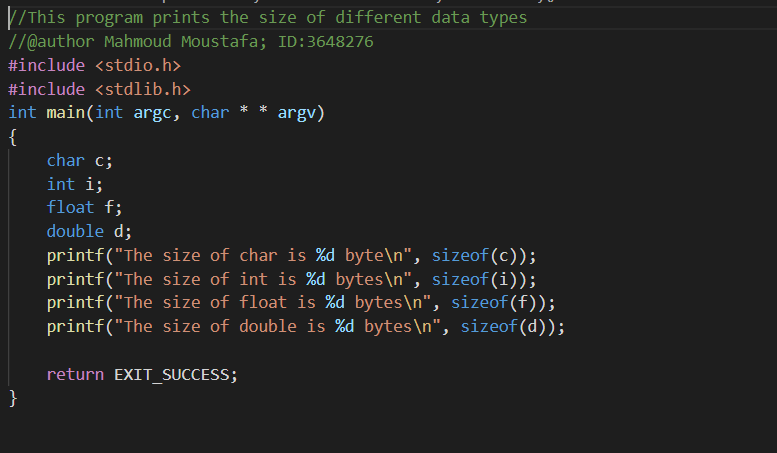 //This program prints the size of different data types
//@author Mahmoud Moustafa; ID:3648276
#include <stdio.h>
#include <stdlib.h>
int main(int argc, char * * argv)
{
    char c;
    int i;
    float f;
    double d;
    printf("The size of char is %d byte\n", sizeof(c));
    printf("The size of int is %d bytes\n", sizeof(i));
    printf("The size of float is %d bytes\n", sizeof(f));
    printf("The size of double is %d bytes\n", sizeof(d));

    return EXIT_SUCCESS;
}